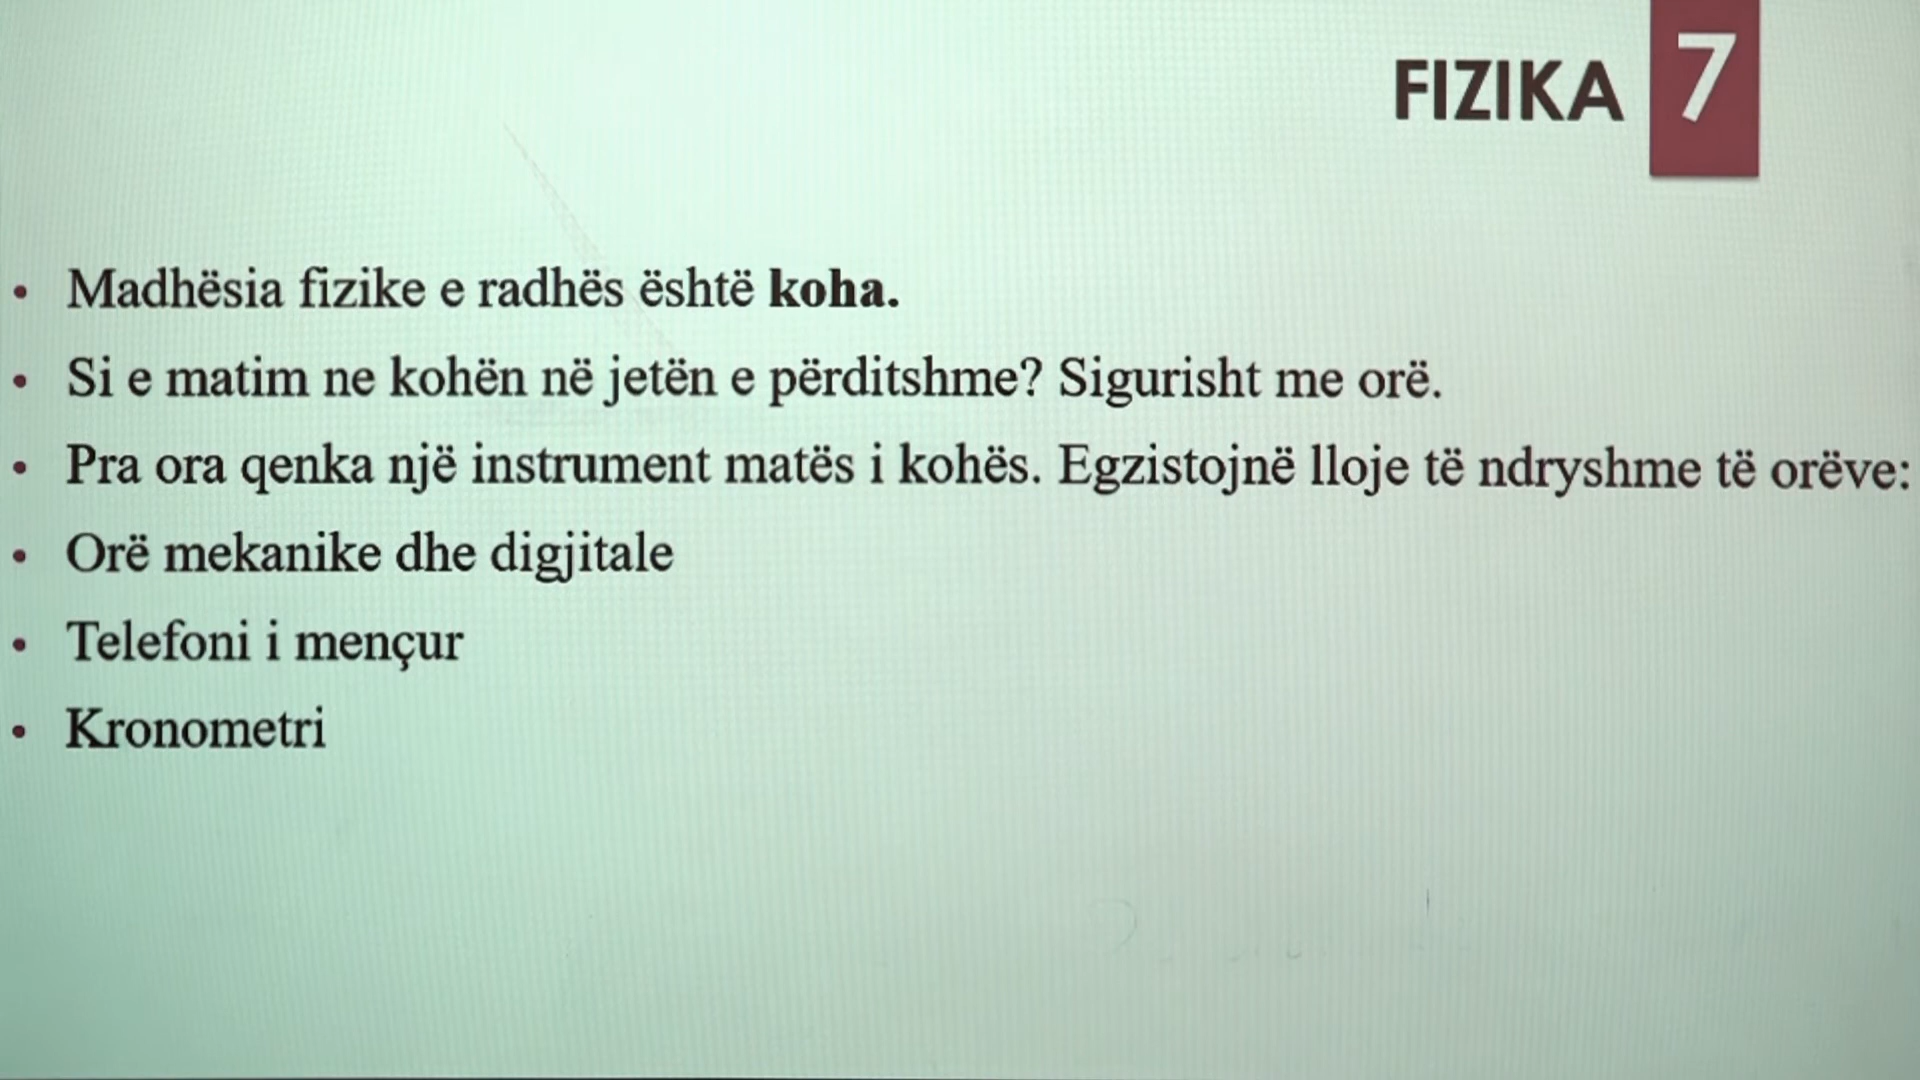 FIZIKA 7
• Madhësia fizike e radhës është koha.
• Si e matim ne kohën në jetën e përditshme? Sigurisht me orë.
• Pra ora qenka një instrument matës i kohës. Egzistojnë lloje të ndryshme të orëve:
• Orë mekanike dhe digjitale
• Telefoni i mençur
• Kronometri